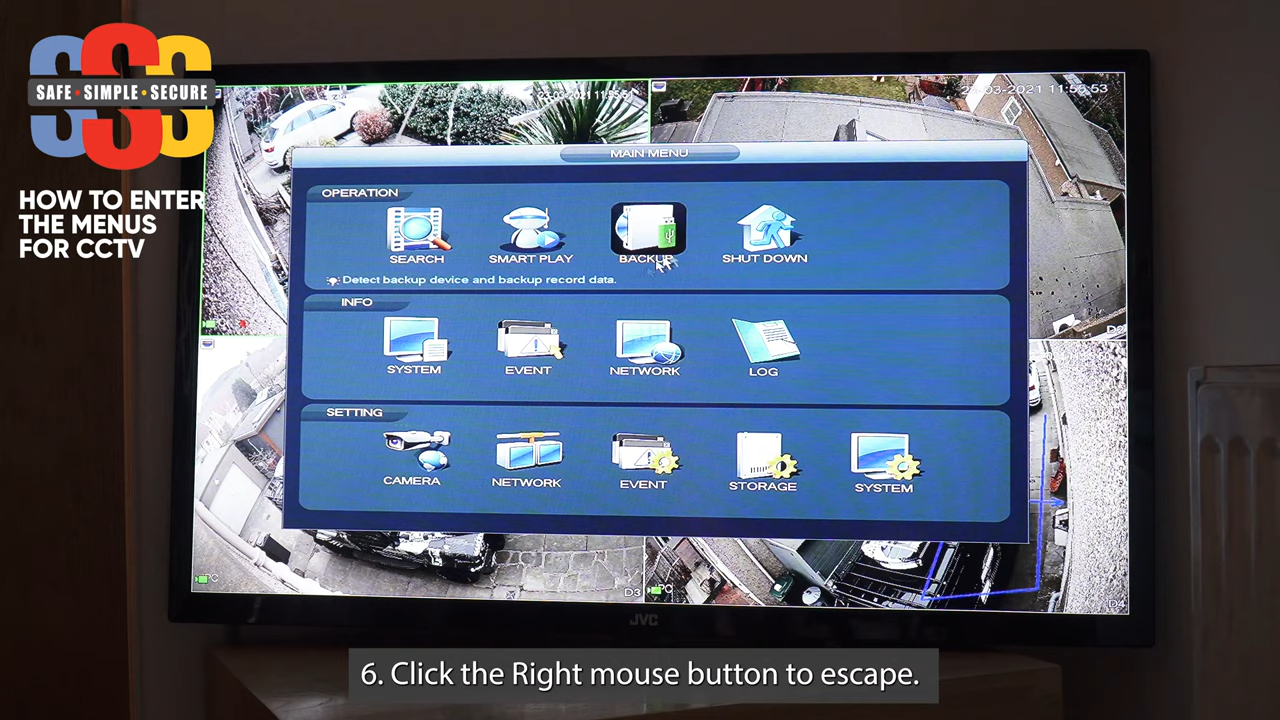 SSS
SAFE • SIMPLE • SECURE
HOW TO ENTER
THE MENUS
FOR CCTV
MAIN MENU
OPERATION
SEARCH
SMART PLAY
BACKUP
SHUT DOWN
Detect backup device and backup record data.
INFO
SYSTEM
EVENT
NETWORK
LOG
SETTING
CAMERA
NETWORK
EVENT
STORAGE
SYSTEM
D3
JVC
6. Click the Right mouse button to escape.